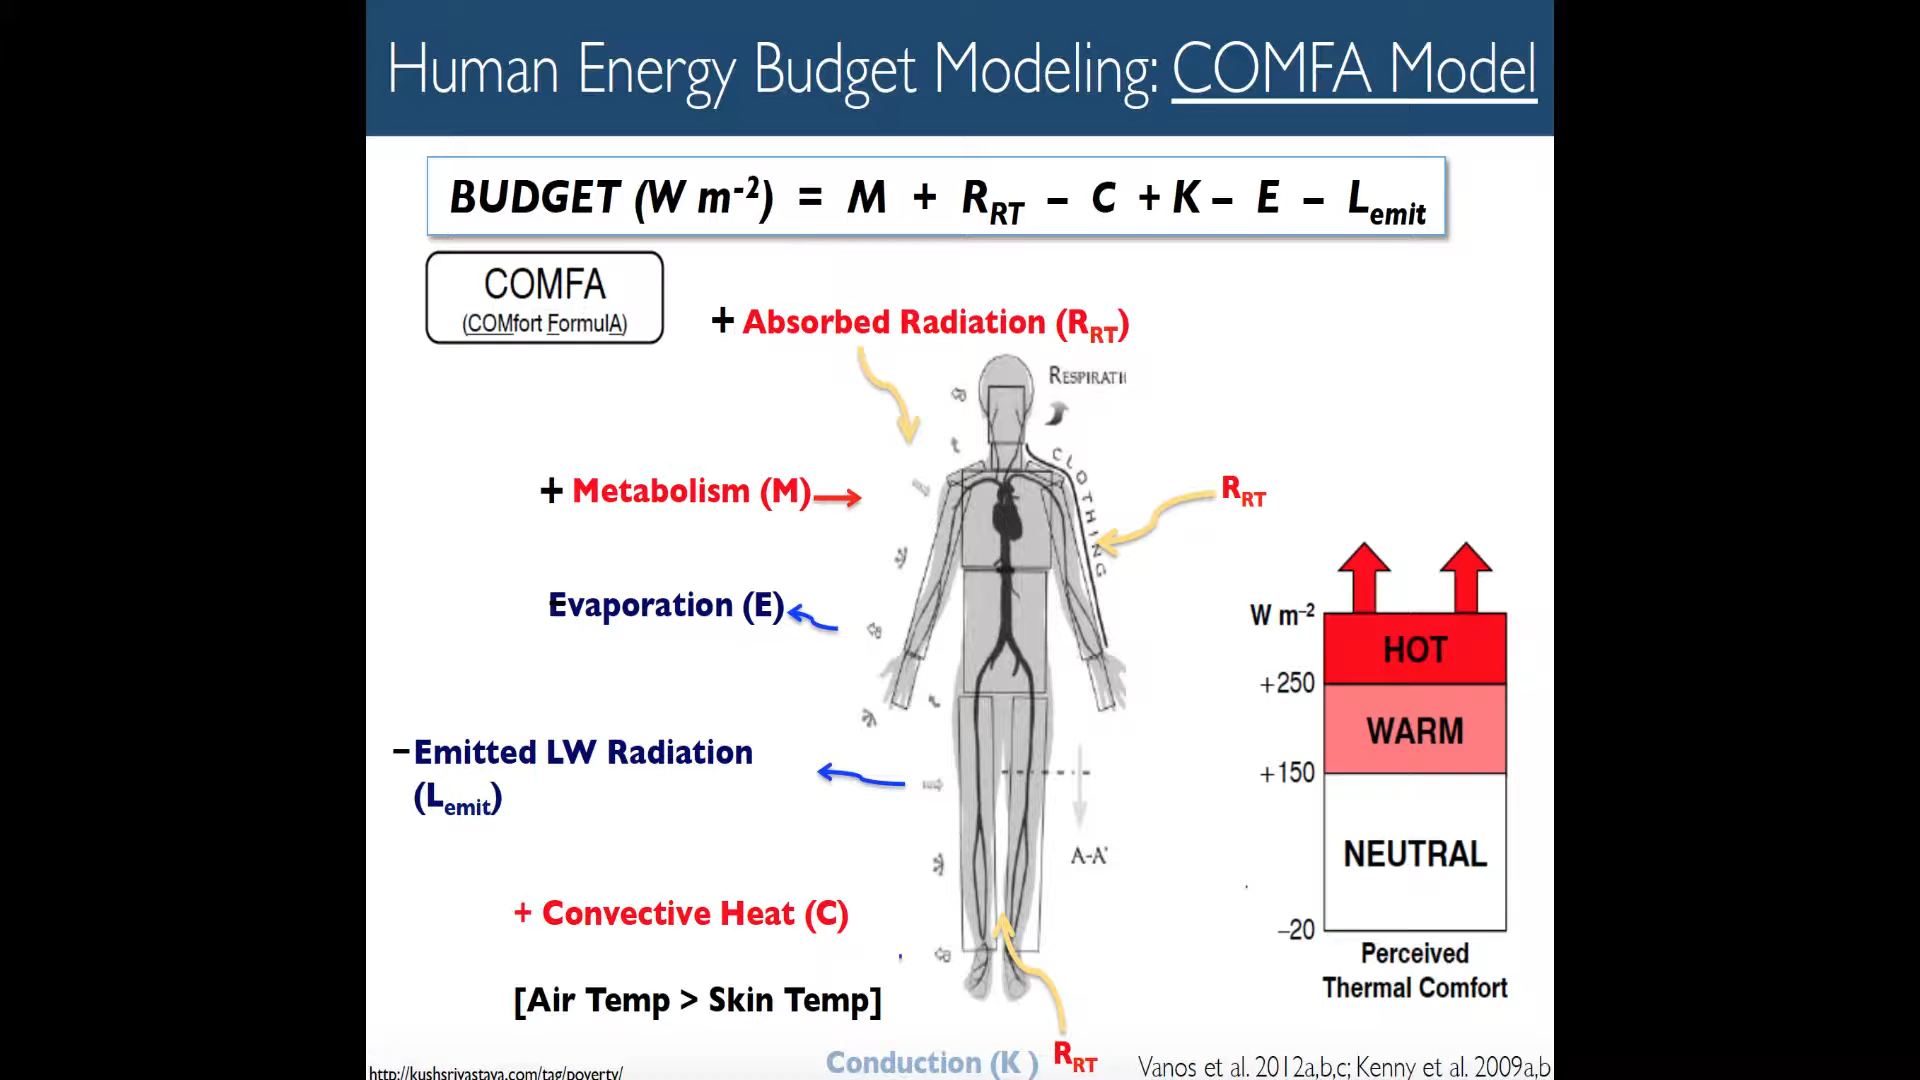 Human Energy Budget Modeling: COMFA Model
BUDGET (W m-2) = M + RRT – C + K – E – Lemit
COMFA
(COMfort FormulA)
+ Absorbed Radiation (RRT)
RESPIRATI
CLOTHING
+ Metabolism (M)
RRT
Evaporation (E)
– Emitted LW Radiation
(Lemit)
A-A'
+ Convective Heat (C)
[Air Temp > Skin Temp]
W m–2
HOT
+250
WARM
+150
NEUTRAL
–20
Perceived
Thermal Comfort
Conduction (K )
RRT
http://kushsrivastava.com/tag/poverty/
Vanos et al. 2012a,b,c; Kenny et al. 2009a,b